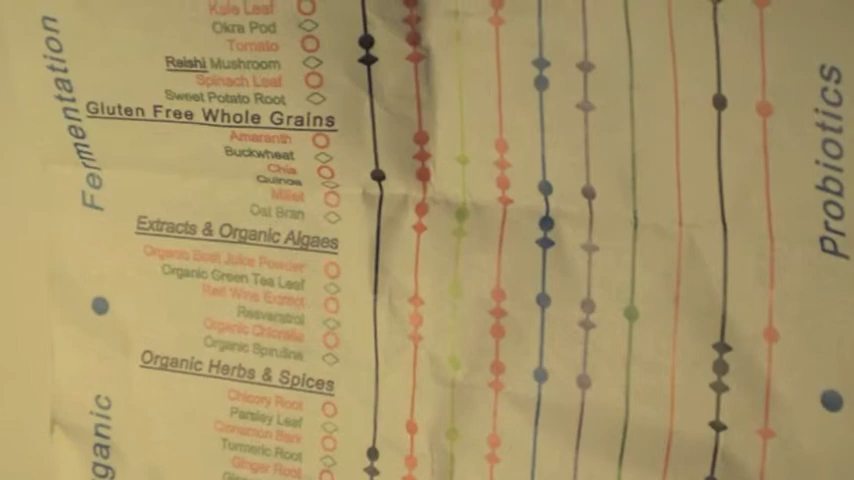 Kale Leaf
Okra Pod
Tomato
Reishi Mushroom
Spinach Leaf
Sweet Potato Root
Gluten Free Whole Grains
Amaranth
Buckwheat
Chia
Quinoa
Millet
Oat Bran
Extracts & Organic Algaes
Organic Beet Juice Powder
Organic Green Tea Leaf
Red Wine Extract
Resveratrol
Organic Chlorella
Organic Spirulina
Organic Herbs & Spices
Chicory Root
Parsley Leaf
Cinnamon Bark
Turmeric Root
Ginger Root
Fermentation
ganic
Probiotics